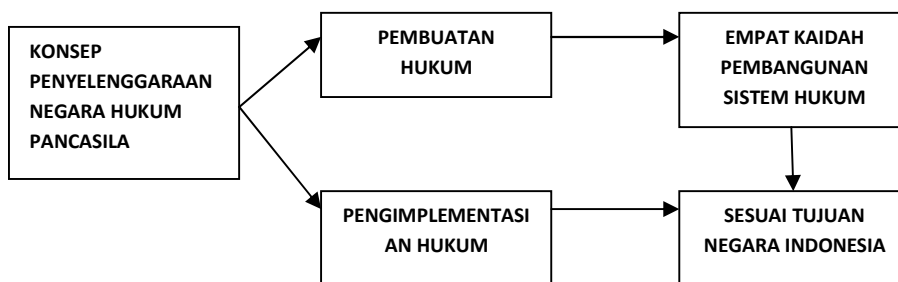 KONSEP
PENYELENGGARAAN
NEGARA HUKUM
PANCASILA
PEMBUATAN
HUKUM
EMPAT KAIDAH
PEMBANGUNAN
SISTEM HUKUM
PENGIMPLEMENTASI
AN HUKUM
SESUAI TUJUAN
NEGARA INDONESIA